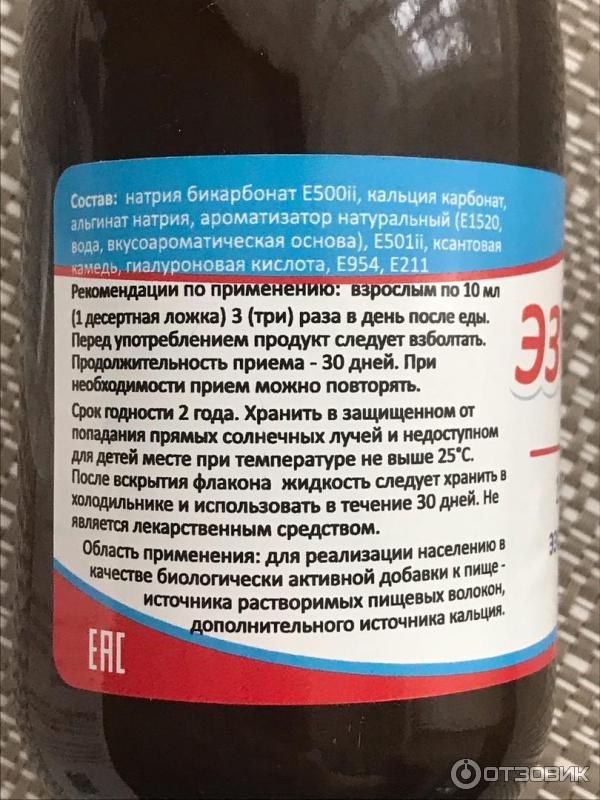 Состав: натрия бикарбонат Е500ii, кальция карбонат,
альгинат натрия, ароматизатор натуральный (Е1520,
вода, вкусоароматическая основа), Е501ii, ксантовая
камедь, гиалуроновая кислота, Е954, Е211
Рекомендации по применению: взрослым по 10 мл
(1 десертная ложка) 3 (три) раза в день после еды.
Перед употреблением продукт следует взболтать.
Продолжительность приема - 30 дней. При
необходимости прием можно повторять.
Срок годности 2 года. Хранить в защищенном от
попадания прямых солнечных лучей и недоступном
для детей месте при температуре не выше 25°С.
После вскрытия флакона жидкость следует хранить в
холодильнике и использовать в течение 30 дней. Не
является лекарственным средством.
Область применения: для реализации населению в
качестве биологически активной добавки к пище -
источника растворимых пищевых волокон,
дополнительного источника кальция.
ЕАС
ЭЗ
ОТЗОВИК